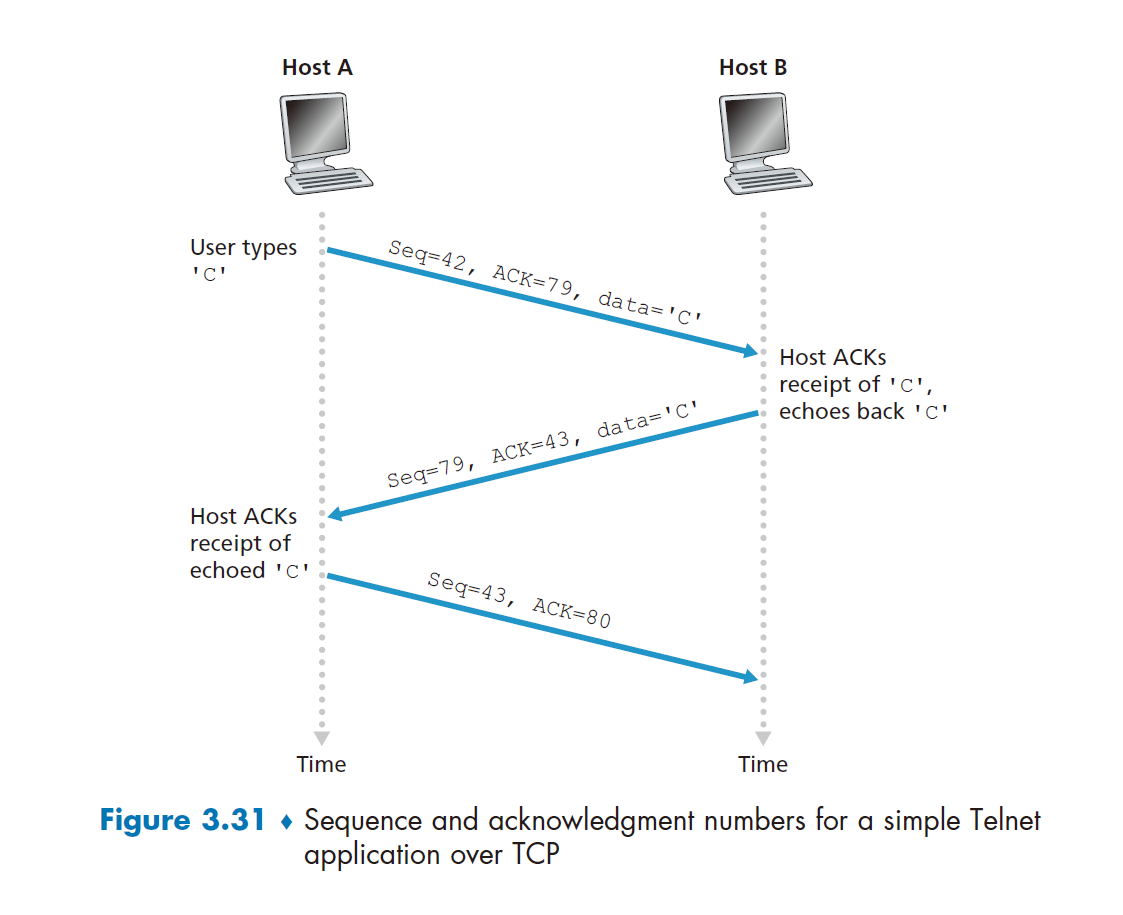 Host A
Host B
User types
'C'
Seq=42, ACK=79, data='C'
Host ACKs
receipt of 'C',
echoes back 'C'
Seq=79, ACK=43, data='C'
Host ACKs
receipt of
echoed 'C'
Seq=43, ACK=80
Time
Time
Figure 3.31 ♦ Sequence and acknowledgment numbers for a simple Telnet
application over TCP